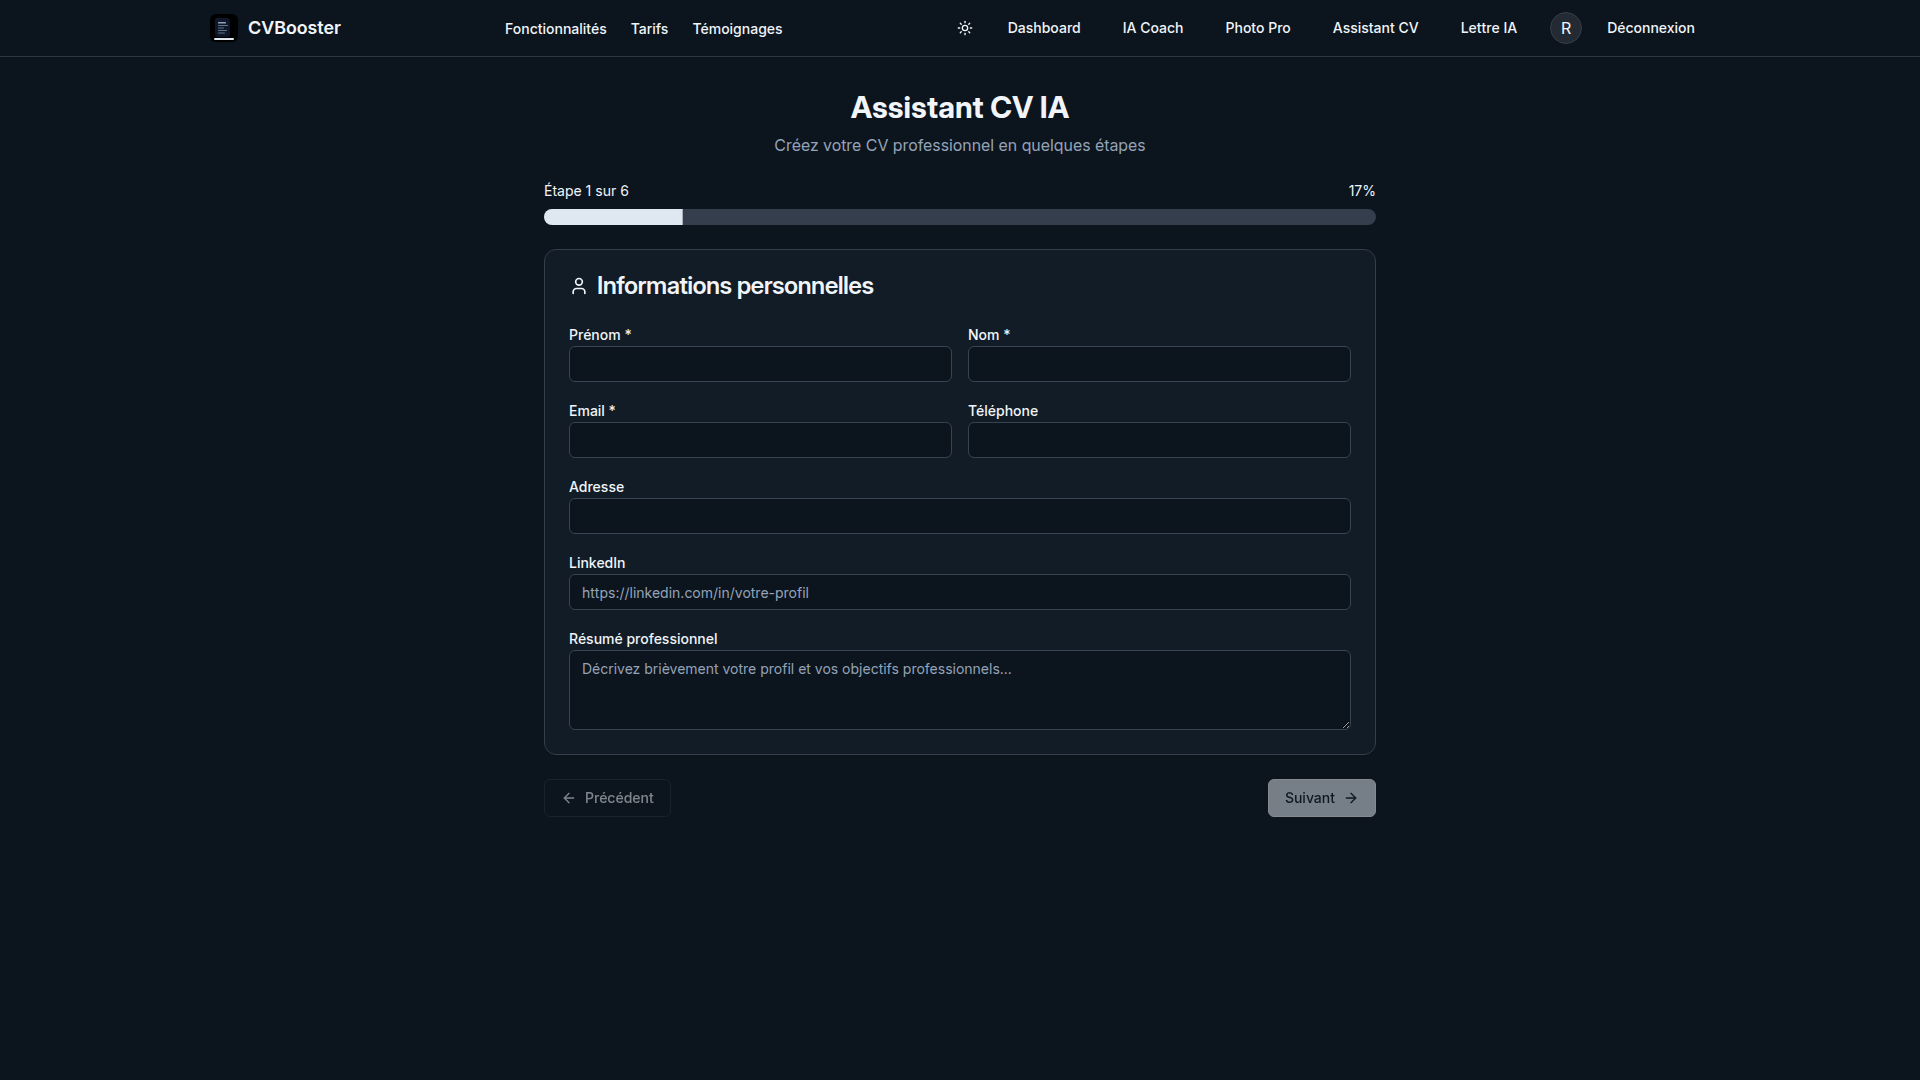 CVBooster
Fonctionnalités
Tarifs
Témoignages
Dashboard
IA Coach
Photo Pro
Assistant CV
Lettre IA
R
Déconnexion
Assistant CV IA
Créez votre CV professionnel en quelques étapes
Étape 1 sur 6
17%
Informations personnelles
Prénom *
Nom *
Email *
Téléphone
Adresse
LinkedIn
https://linkedin.com/in/votre-profil
Résumé professionnel
Décrivez brièvement votre profil et vos objectifs professionnels...
Précédent
Suivant